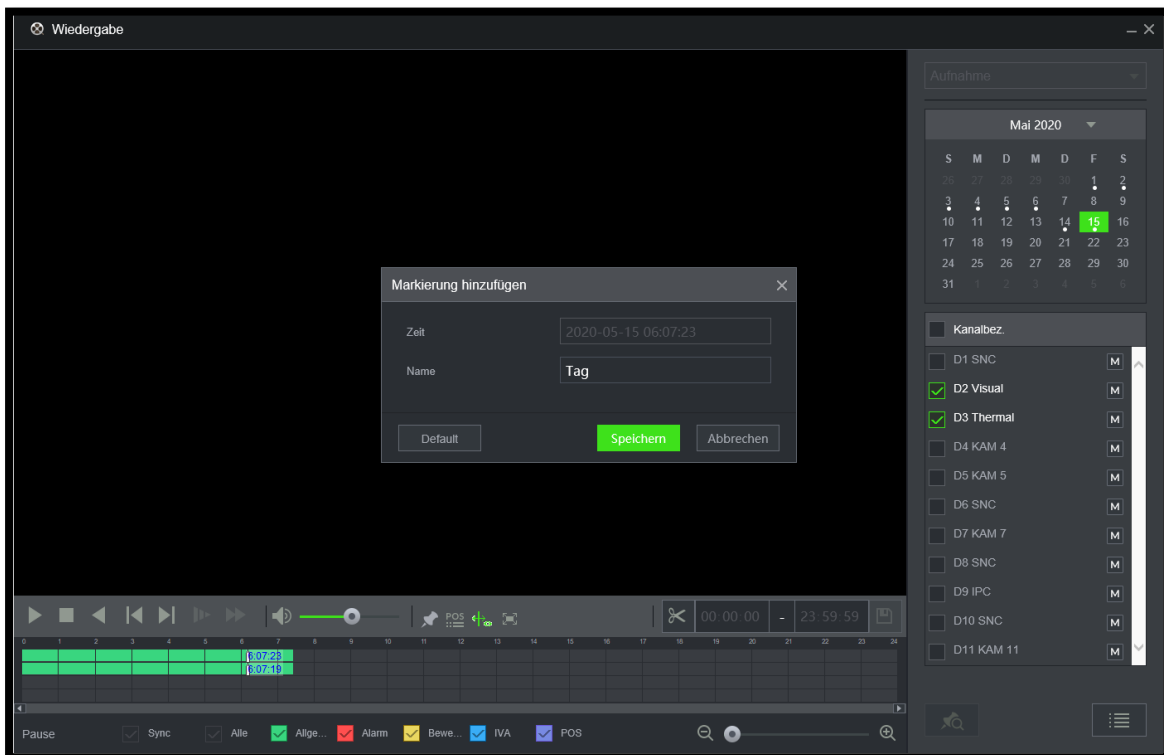 Wiedergabe
Aufnahme
Mai 2020
S M D M D F S
26 27 28 29 30 1 2
3 4 5 6 7 8 9
10 11 12 13 14 15 16
17 18 19 20 21 22 23
24 25 26 27 28 29 30
31 1 2 3 4 5 6
Markierung hinzufügen
Zeit 2020-05-15 06:07:23
Name Tag
Default Speichern Abbrechen
Kanalbez.
D1 SNC M
D2 Visual M
D3 Thermal M
D4 KAM 4 M
D5 KAM 5 M
D6 SNC M
D7 KAM 7 M
D8 SNC M
D9 IPC M
D10 SNC M
D11 KAM 11 M
POS 00:00:00 - 23:59:59
0 1 2 3 4 5 6 7 8 9 10 11 12 13 14 15 16 17 18 19 20 21 22 23 24
6:07:23
6:07:19
Pause Sync Alle Allge... Alarm Bewe... IVA POS